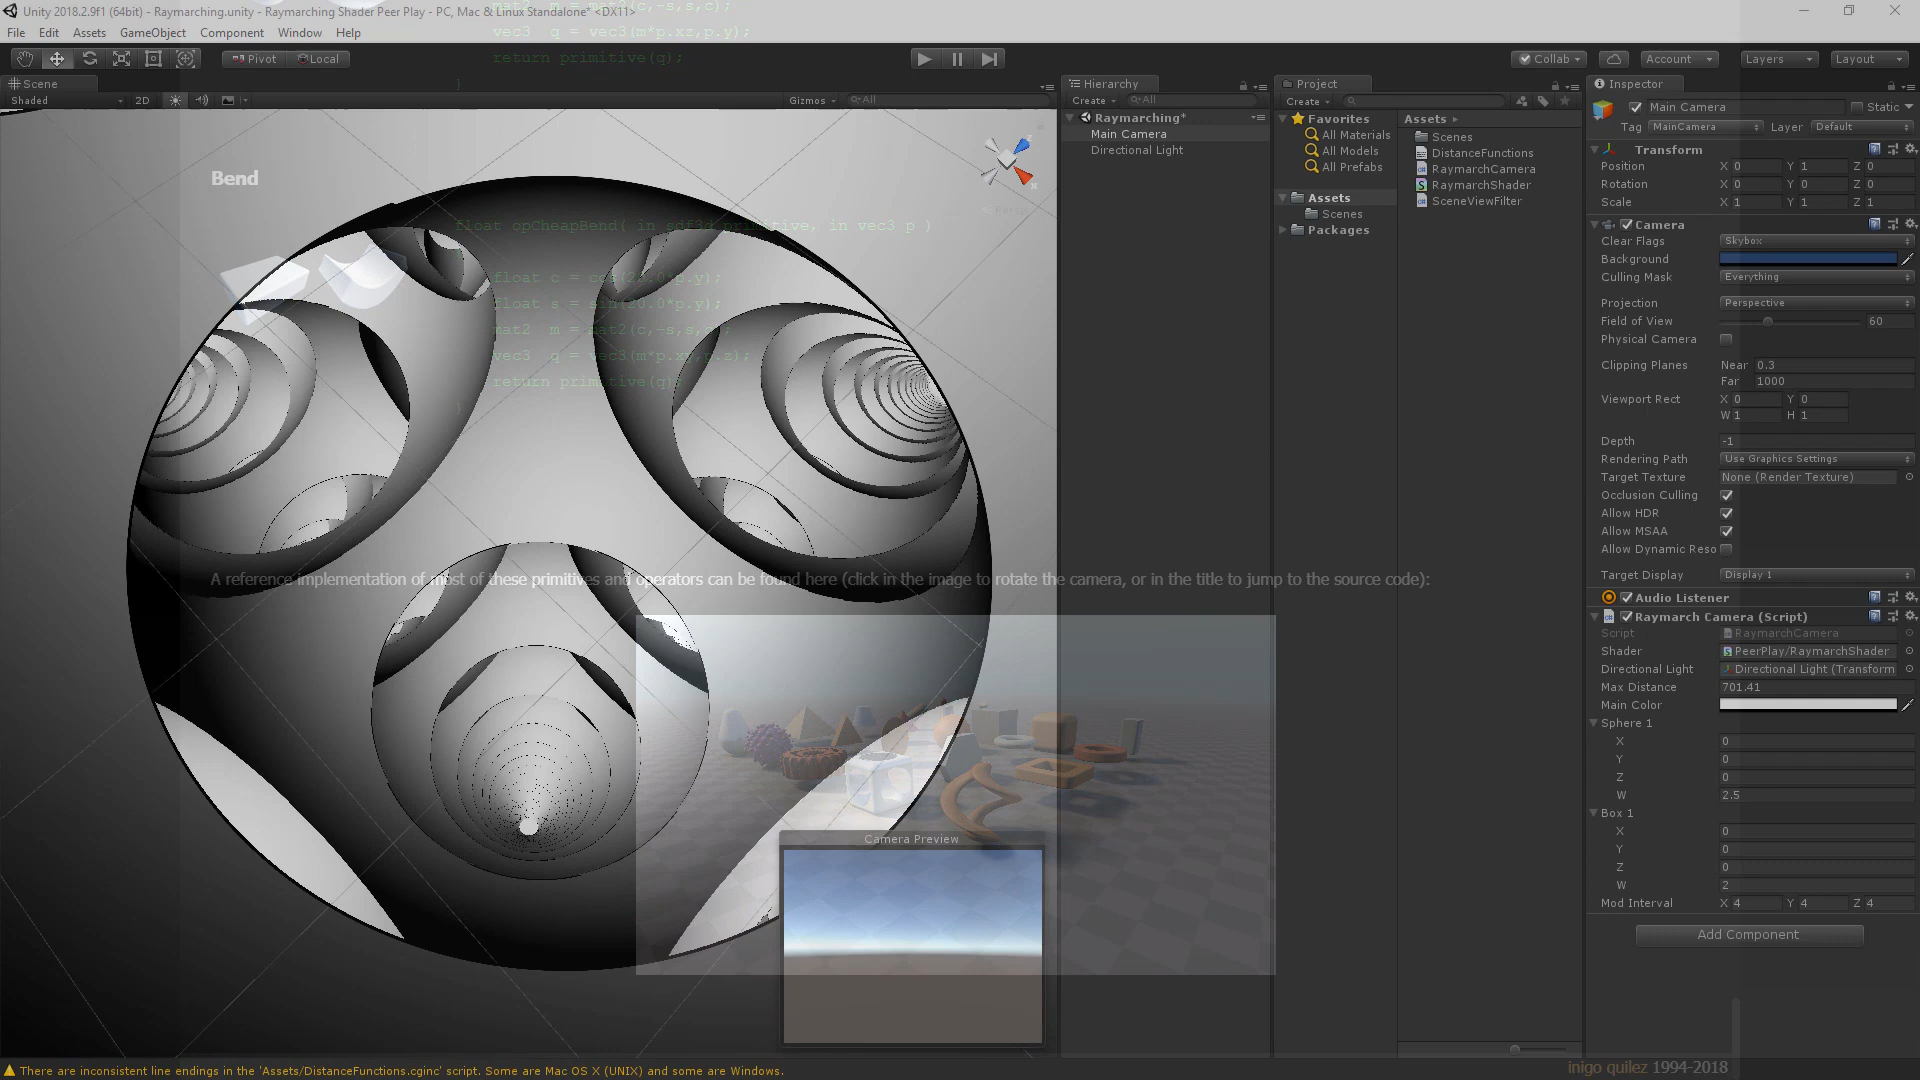 Unity 2018.2.9f1 (64bit) - Raymarching.unity - Raymarching Shader Peer Play - PC, Mac & Linux Standalone* <DX11>
mat2 m = mat2(c,-s,s,c);
File Edit Assets GameObject Component Window Help
vec3 q = vec3(m*p.xz,p.y);
return primitive(q);
}
Pivot Local
Collab Account Layers Layout
Scene
Shaded 2D Gizmos All
Bend
float opCheapBend( in sdf3d primitive, in vec3 p )
float c = cos(20.0*p.y);
float s = sin(20.0*p.y);
mat2 m = mat2(c,-s,s,c);
vec3 q = vec3(m*p.xy,p.z);
return primitive(q);
}
A reference implementation of most of these primitives and operators can be found here (click in the image to rotate the camera, or in the title to jump to the source code):
Camera Preview
Hierarchy
Create All
Raymarching*
Main Camera
Directional Light
Project
Create
Favorites
All Materials
All Models
All Prefabs
Assets
Scenes
Packages
Assets
Scenes
DistanceFunctions
RaymarchCamera
RaymarchShader
SceneViewFilter
Inspector
Main Camera Static
Tag MainCamera Layer Default
Transform
Position X 0 Y 1 Z 0
Rotation X 0 Y 0 Z 0
Scale X 1 Y 1 Z 1
Camera
Clear Flags Skybox
Background
Culling Mask Everything
Projection Perspective
Field of View 60
Physical Camera
Clipping Planes Near 0.3
Far 1000
Viewport Rect X 0 Y 0
W 1 H 1
Depth -1
Rendering Path Use Graphics Settings
Target Texture None (Render Texture)
Occlusion Culling
Allow HDR
Allow MSAA
Allow Dynamic Reso
Target Display Display 1
Audio Listener
Raymarch Camera (Script)
Script RaymarchCamera
Shader PeerPlay/RaymarchShader
Directional Light Directional Light (Transform
Max Distance 701.41
Main Color
Sphere 1
X 0
Y 0
Z 0
W 2.5
Box 1
X 0
Y 0
Z 0
W 2
Mod Interval X 4 Y 4 Z 4
Add Component
There are inconsistent line endings in the 'Assets/DistanceFunctions.cginc' script. Some are Mac OS X (UNIX) and some are Windows.
inigo quilez 1994-2018